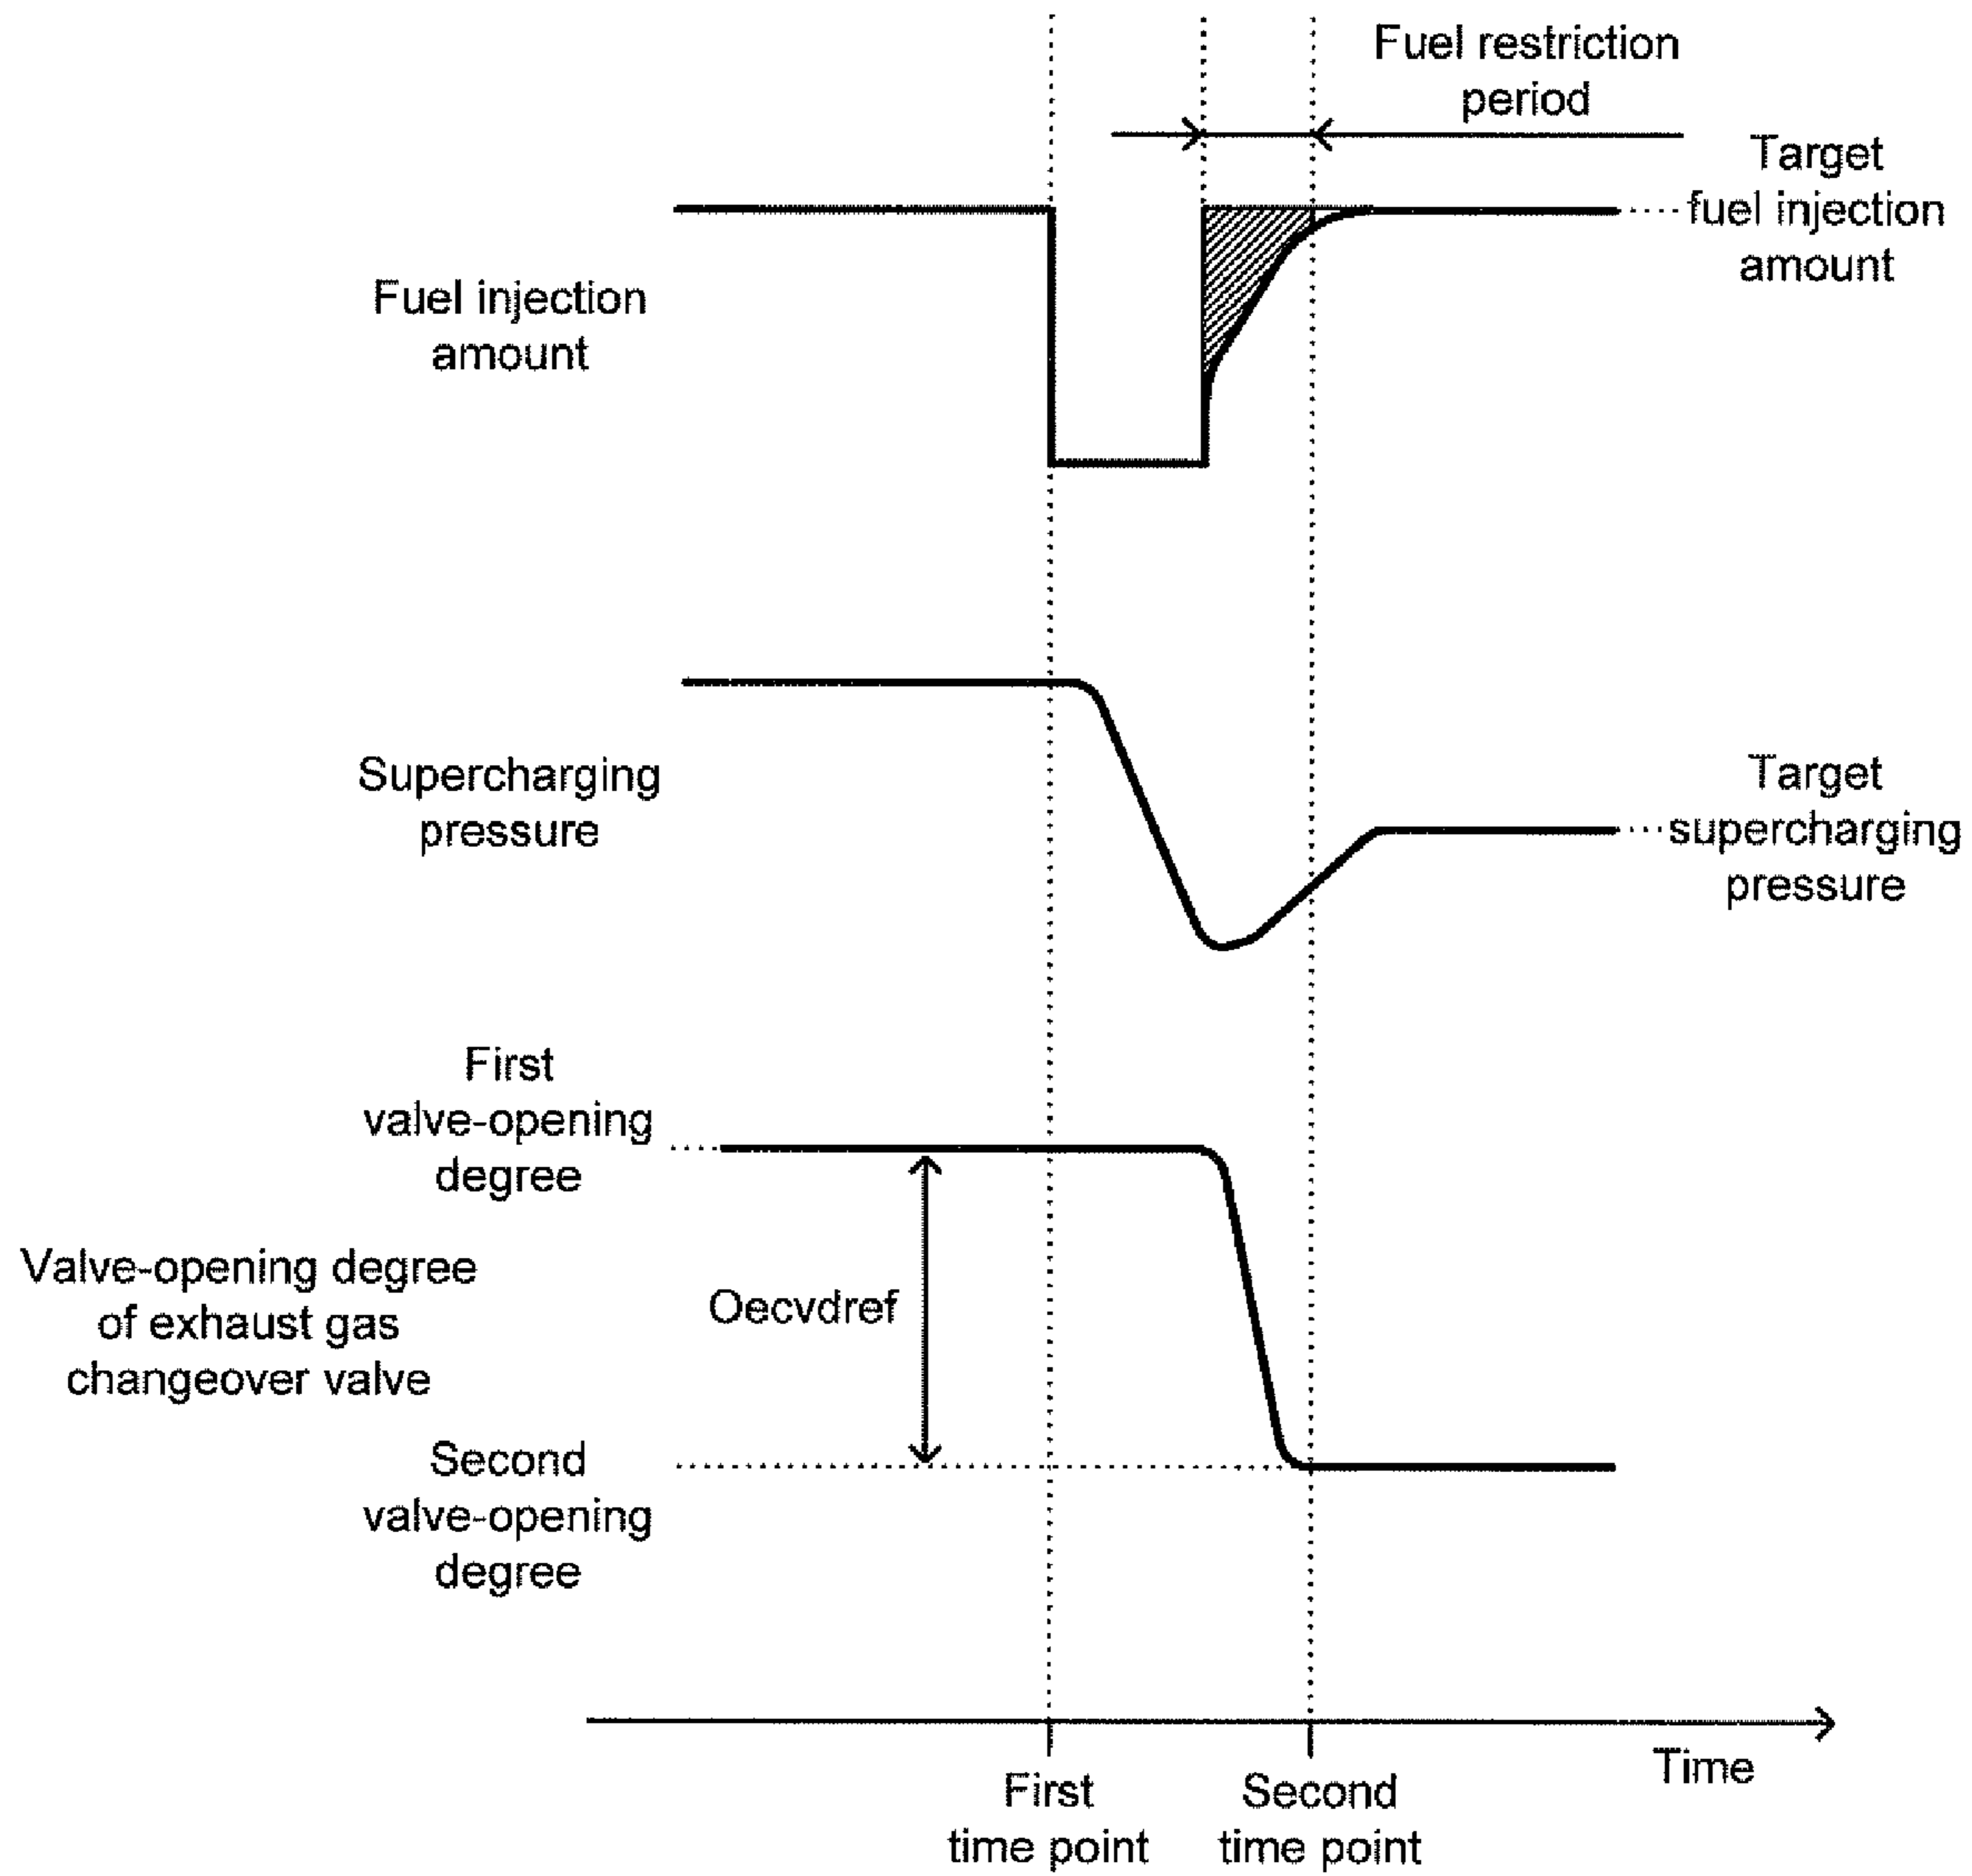 Fuel restriction
period
Target
fuel injection
amount
Fuel injection
amount
Supercharging
pressure
Target
supercharging
pressure
First
valve-opening
degree
Valve-opening degree
of exhaust gas
changeover valve
Oecvdref
Second
valve-opening
degree
Time
First
time point
Second
time point